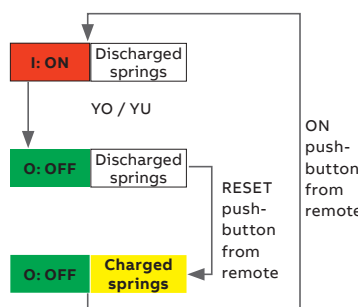 I: ON
Discharged
springs
YO / YU
O: OFF
Discharged
springs
RESET
push-
button
from
remote
ON
push-
button
from
remote
O: OFF
Charged
springs